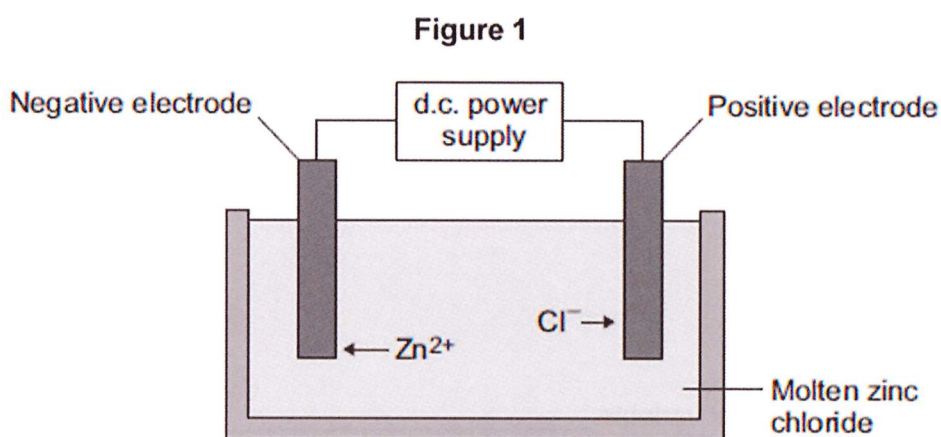 Figure 1
Negative electrode
d.c. power
supply
Positive electrode
Cl⁻
Zn²⁺
Molten zinc
chloride